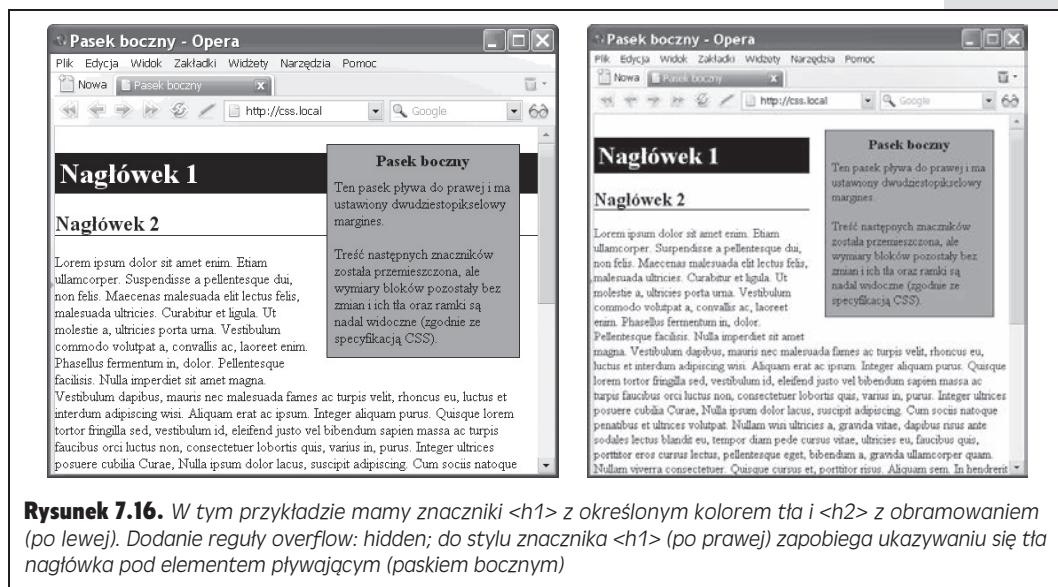 Pasek boczny - Opera
Plik Edycja Widok Zakładki Widżety Narzędzia Pomoc
Nowa Pasek boczny
http://css.local Google
Nagłówek 1
Nagłówek 2
Lorem ipsum dolor sit amet enim. Etiam
ullamcorper. Suspendisse a pellentesque dui,
non felis. Maecenas malesuada elit lectus felis,
malesuada ultricies. Curabitur et ligula. Ut
molestie a, ultricies porta urna. Vestibulum
commodo volutpat a, convallis ac, laoreet enim.
Phasellus fermentum in, dolor. Pellentesque
facilisis. Nulla imperdiet sit amet magna.
Vestibulum dapibus, mauris nec malesuada fames ac turpis velit, rhoncus eu, luctus et
interdum adipiscing wisi. Aliquam erat ac ipsum. Integer aliquam purus. Quisque lorem
tortor fringilla sed, vestibulum id, eleifend justo vel bibendum sapien massa ac turpis
faucibus orci luctus non, consectetuer lobortis quis, varius in, purus. Integer ultrices
posuere cubilia Curae, Nulla ipsum dolor lacus, suscipit adipiscing. Cum sociis natoque
Pasek boczny
Ten pasek pływa do prawej i ma
ustawiony dwudziestopikselowy
margines.
Treść następnych znaczników
została przemieszczona, ale
wymiary bloków pozostały bez
zmian i ich tła oraz ramki są
nadal widoczne (zgodnie ze
specyfikacją CSS).
Pasek boczny - Opera
Plik Edycja Widok Zakładki Widżety Narzędzia Pomoc
Nowa Pasek boczny
http://css.local Google
Nagłówek 1
Nagłówek 2
Lorem ipsum dolor sit amet enim. Etiam
ullamcorper. Suspendisse a pellentesque dui,
non felis. Maecenas malesuada elit lectus felis,
malesuada ultricies. Curabitur et ligula. Ut
molestie a, ultricies porta urna. Vestibulum
commodo volutpat a, convallis ac, laoreet
enim. Phasellus fermentum in, dolor.
Pellentesque facilisis. Nulla imperdiet sit amet
magna. Vestibulum dapibus, mauris nec malesuada fames ac turpis velit, rhoncus eu,
luctus et interdum adipiscing wisi. Aliquam erat ac ipsum. Integer aliquam purus. Quisque
lorem tortor fringilla sed, vestibulum id, eleifend justo vel bibendum sapien massa ac
turpis faucibus orci luctus non, consectetuer lobortis quis, varius in, purus. Integer ultrices
posuere cubilia Curae, Nulla ipsum dolor lacus, suscipit adipiscing. Cum sociis natoque
penatibus et ultrices volutpat. Nullam wisi ultricies a, gravida vitae, dapibus risus ante
sodales lectus blandit eu, tempor diam pede cursus vitae, ultricies eu, faucibus quis,
porttitor eros cursus lectus, pellentesque eget, bibendum a, gravida ullamcorper quam.
Nullam viverra consectetuer. Quisque cursus et, porttitor risus. Aliquam sem. In hendrerit
Pasek boczny
Ten pasek pływa do prawej i ma
ustawiony dwudziestopikselowy
margines.
Treść następnych znaczników
została przemieszczona, ale
wymiary bloków pozostały bez
zmian i ich tła oraz ramki są
nadal widoczne (zgodnie ze
specyfikacją CSS).
Rysunek 7.16. W tym przykładzie mamy znaczniki <h1> z określonym kolorem tła i <h2> z obramowaniem
(po lewej). Dodanie reguły overflow: hidden; do stylu znacznika <h1> (po prawej) zapobiega ukazywaniu się tła
nagłówka pod elementem pływającym (paskiem bocznym)